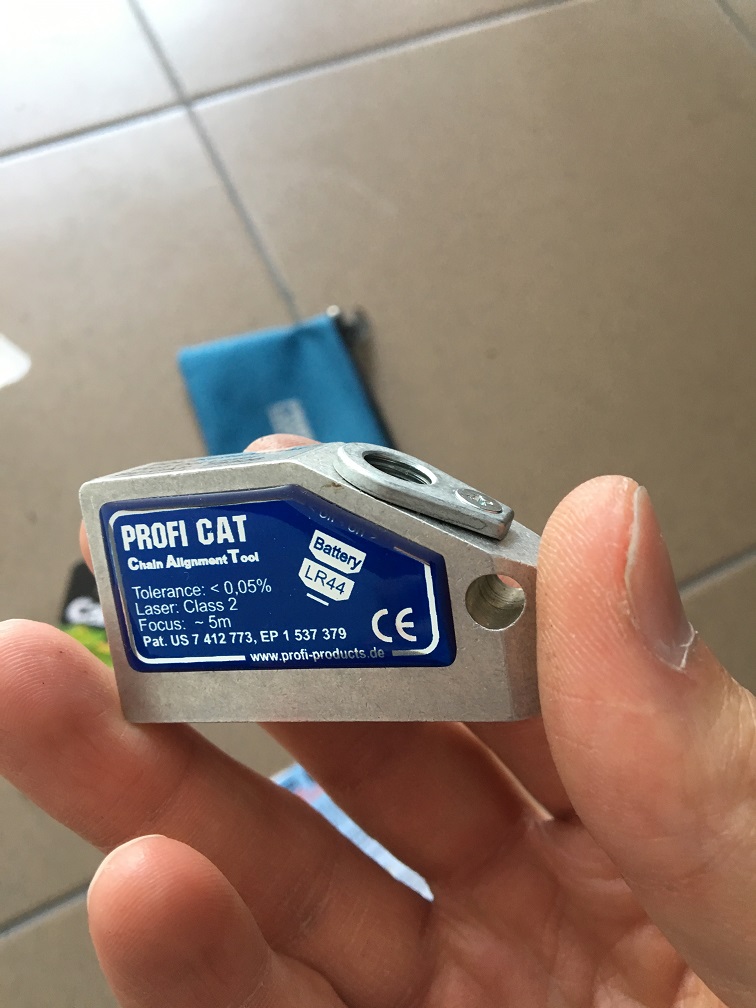 PROFI CAT
Chain Alignment Tool
Battery
LR44
Tolerance: < 0,05%
Laser: Class 2
Focus: ~ 5m
Pat. US 7 412 773, EP 1 537 379
CE
www.profi-products.de